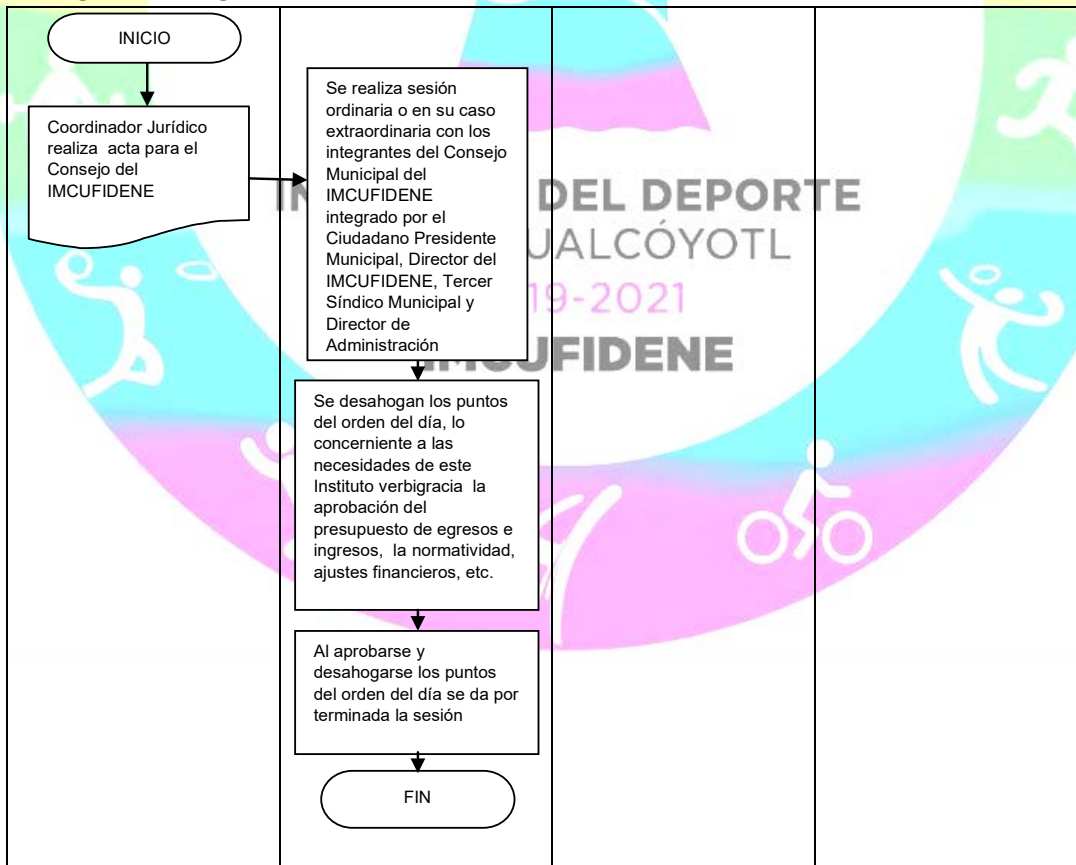 INICIO
Coordinador Jurídico
realiza acta para el
Consejo del
IMCUFIDENE
Se realiza sesión
ordinaria o en su caso
extraordinaria con los
integrantes del Consejo
Municipal del
IMCUFIDENE
integrado por el
Ciudadano Presidente
Municipal, Director del
IMCUFIDENE, Tercer
Síndico Municipal y
Director de
Administración
Se desahogan los puntos
del orden del día, lo
concerniente a las
necesidades de este
Instituto verbigracia la
aprobación del
presupuesto de egresos e
ingresos, la normatividad,
ajustes financieros, etc.
Al aprobarse y
desahogarse los puntos
del orden del día se da por
terminada la sesión
FIN
DEL DEPORTE
UALCÓYOTL
19-2021
IMCUFIDENE